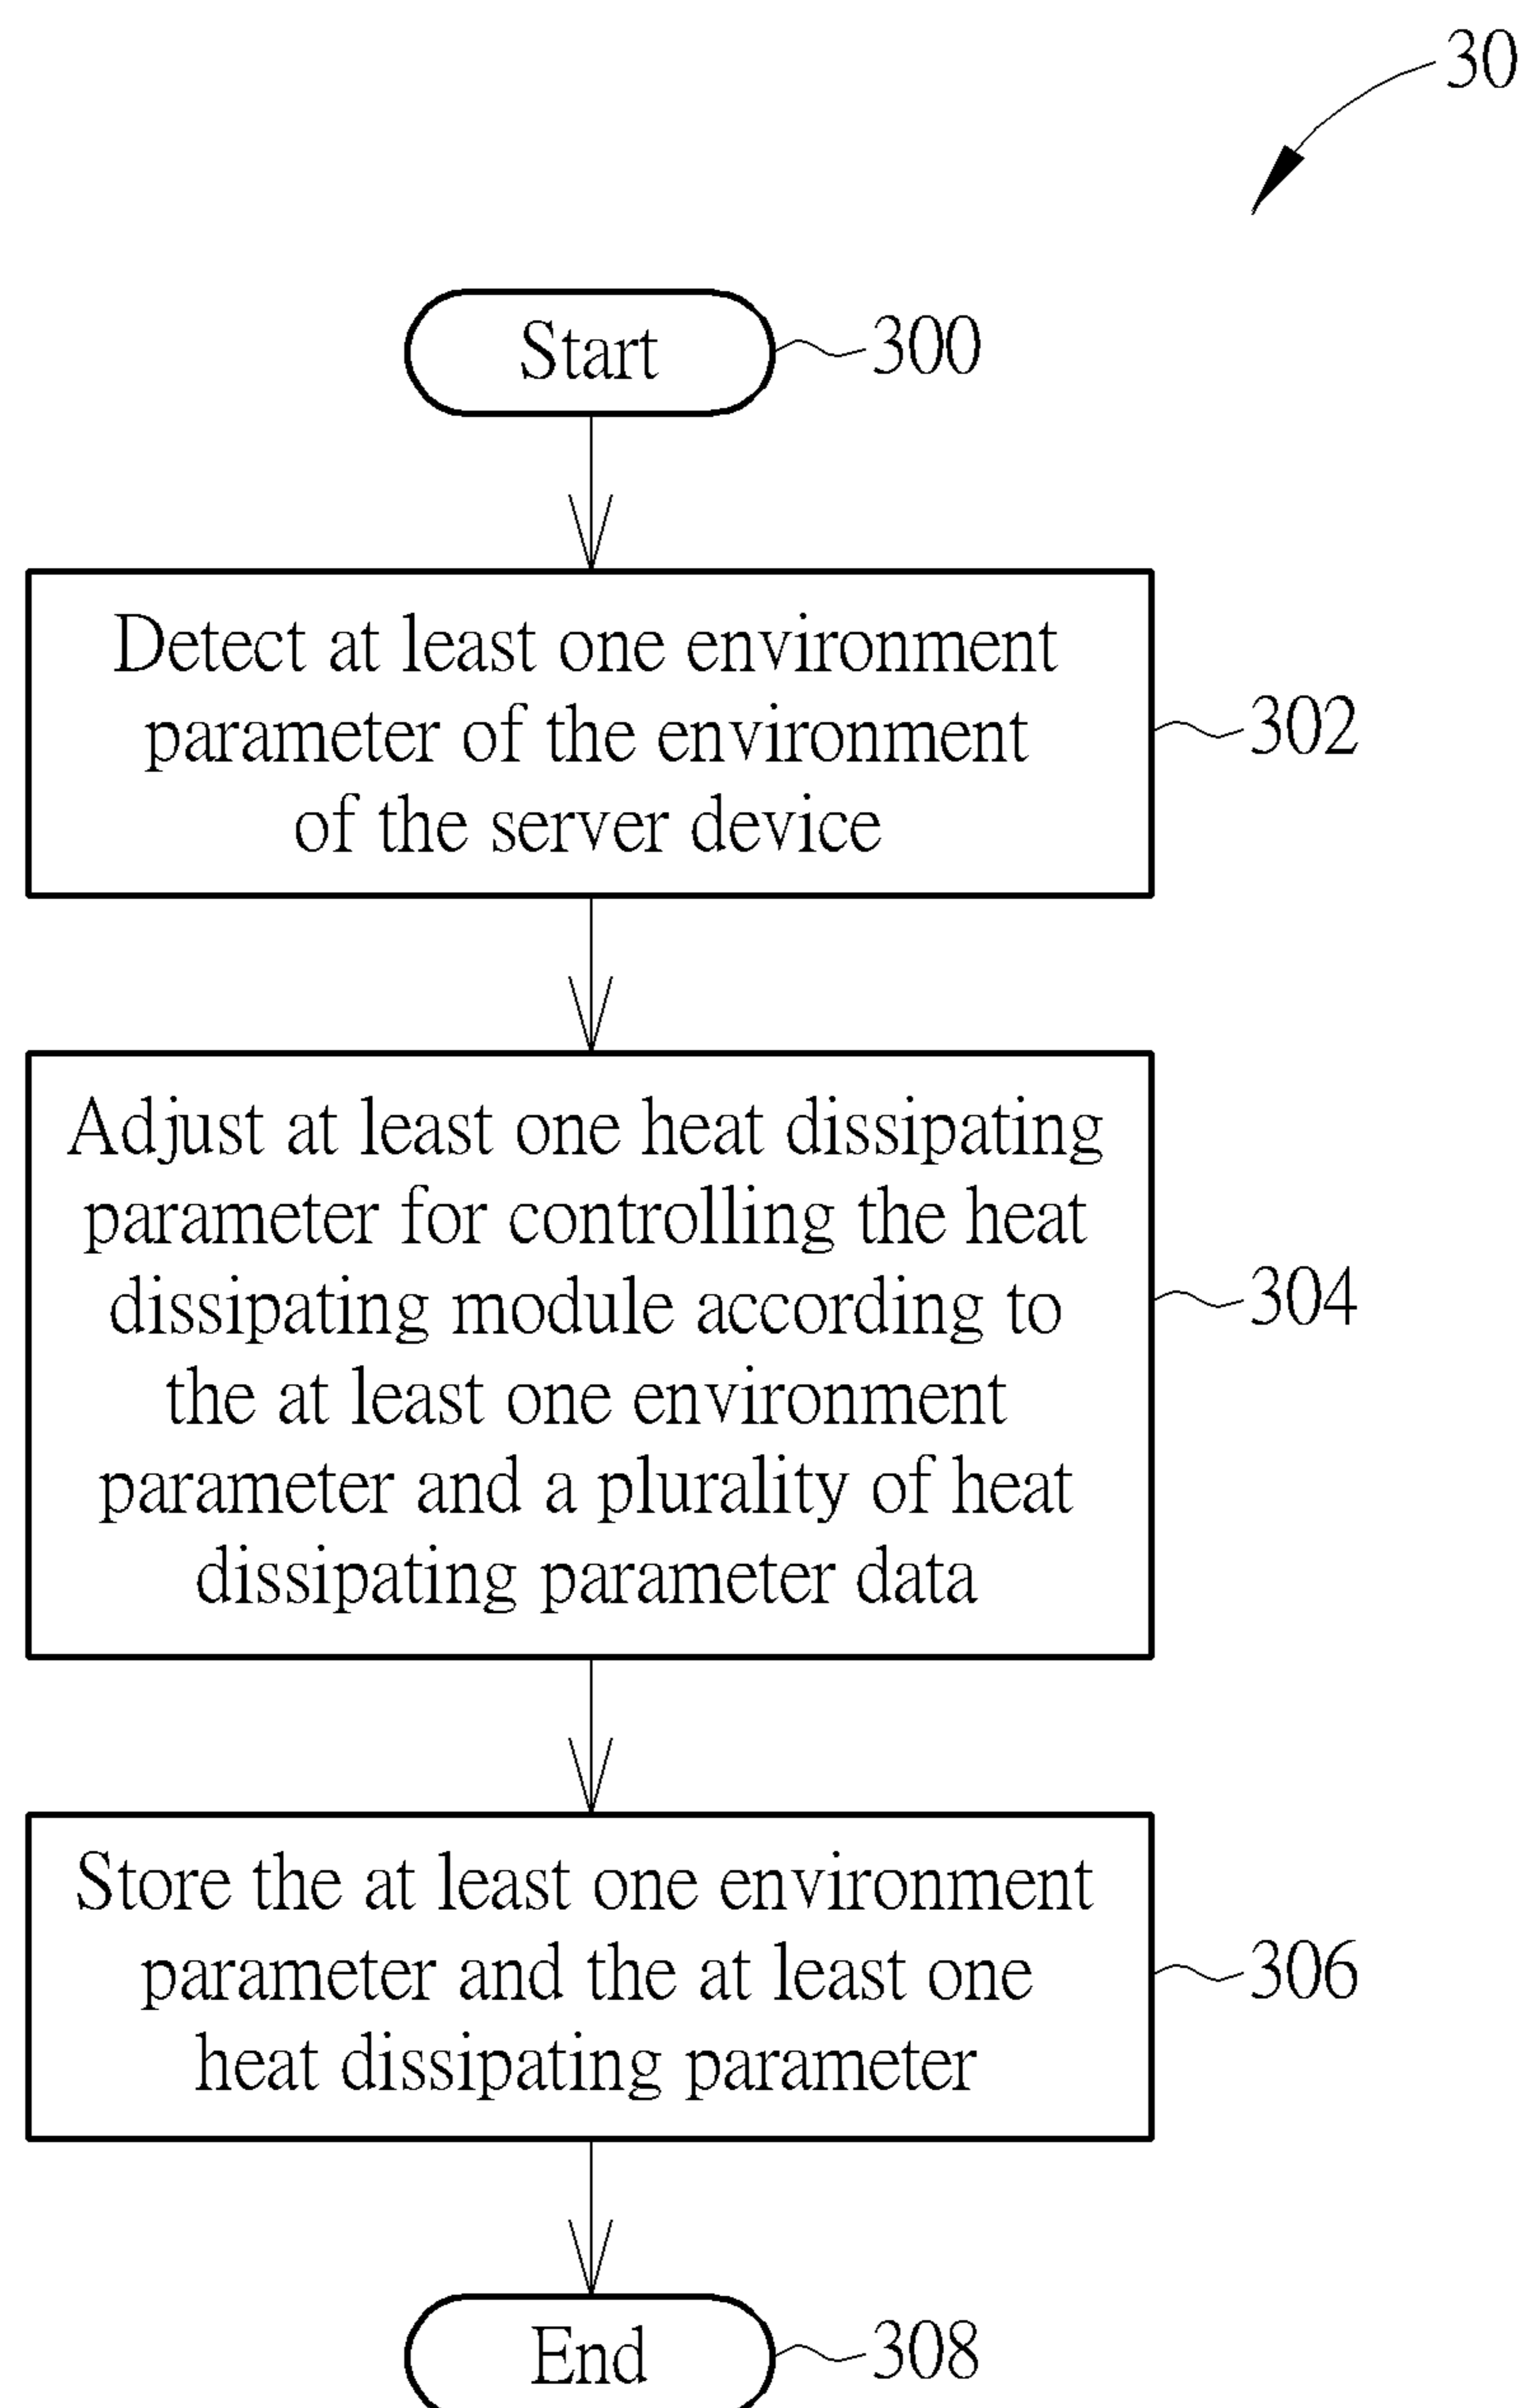 30
Start
300
Detect at least one environment
parameter of the environment
of the server device
302
Adjust at least one heat dissipating
parameter for controlling the heat
dissipating module according to
the at least one environment
parameter and a plurality of heat
dissipating parameter data
304
Store the at least one environment
parameter and the at least one
heat dissipating parameter
306
End
308